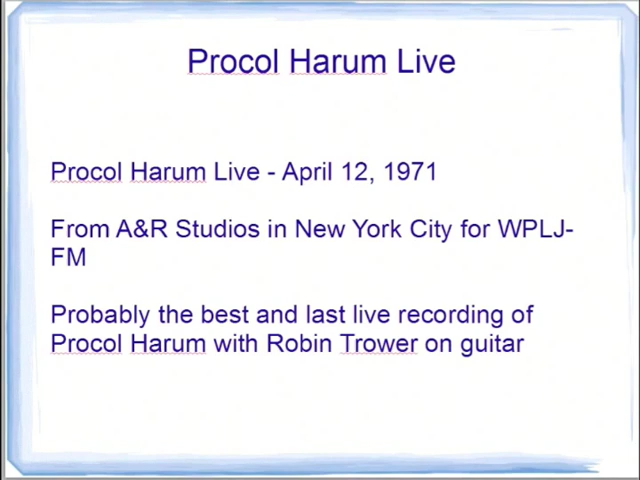 Procol Harum Live
Procol Harum Live - April 12, 1971
From A&R Studios in New York City for WPLJ-
FM
Probably the best and last live recording of
Procol Harum with Robin Trower on guitar